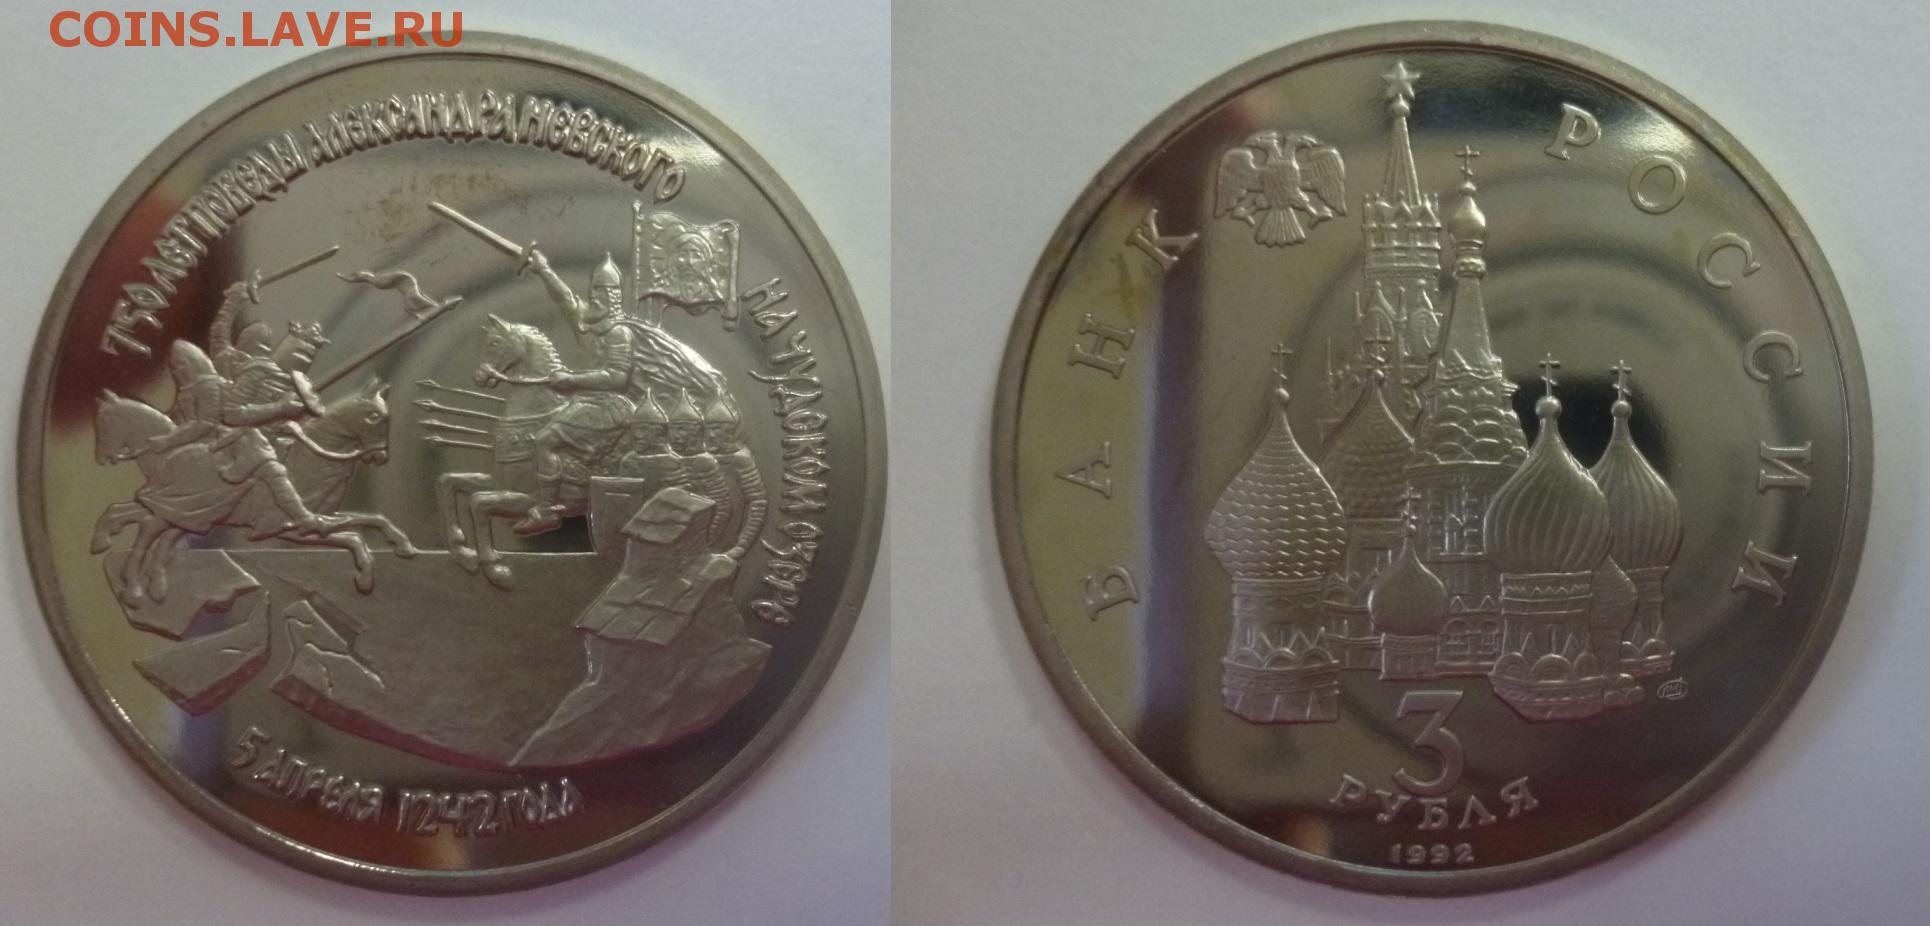 COINS.LAVE.RU
750 ЛЕТ ПОБЕДЫ АЛЕКСАНДРА НЕВСКОГО
НА ЧУДСКОМ ОЗЕРЕ
5 АПРЕЛЯ 1242 ГОДА
БАНК РОССИИ
3
РУБЛЯ
1992